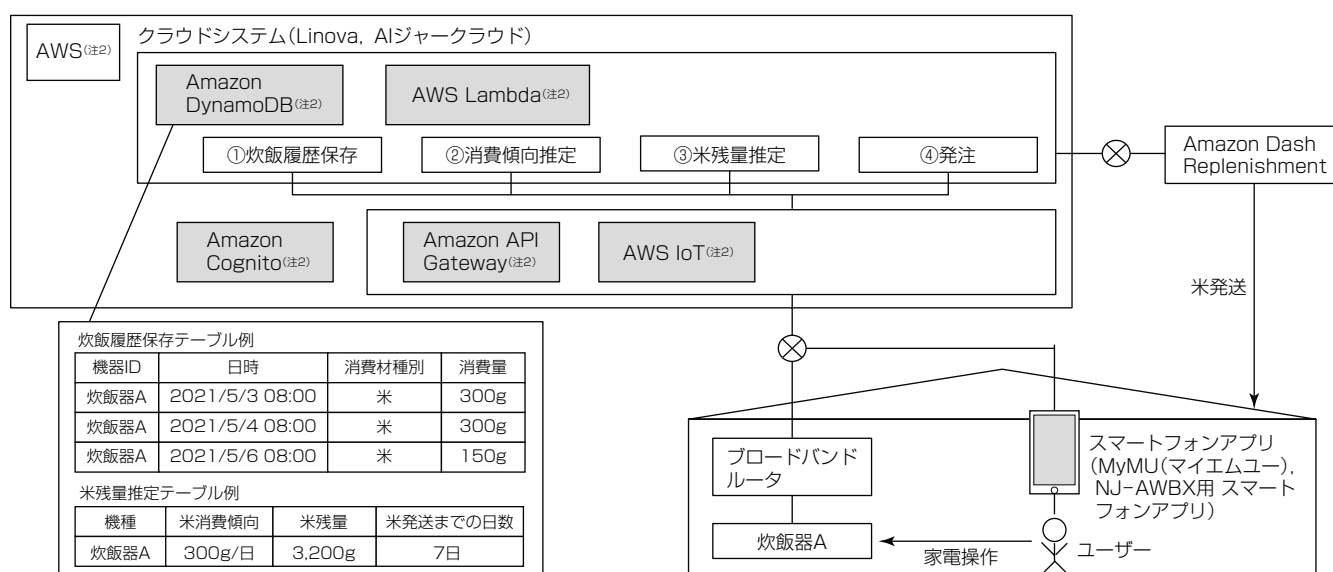 AWS(注2)
クラウドシステム(Linova, AIジャークラウド)
Amazon
DynamoDB(注2)
AWS Lambda(注2)
①炊飯履歴保存
②消費傾向推定
③米残量推定
④発注
Amazon Dash
Replenishment
Amazon
Cognito(注2)
Amazon API
Gateway(注2)
AWS IoT(注2)
米発送
炊飯履歴保存テーブル例
機器ID 日時 消費材種別 消費量
炊飯器A 2021/5/3 08:00 米 300g
炊飯器A 2021/5/4 08:00 米 300g
炊飯器A 2021/5/6 08:00 米 150g
米残量推定テーブル例
機種 米消費傾向 米残量 米発送までの日数
炊飯器A 300g/日 3,200g 7日
ブロードバンド
ルータ
炊飯器A
家電操作
スマートフォンアプリ
(MyMU(マイエムユー),
NJ-AWBX用 スマート
フォンアプリ)
ユーザー